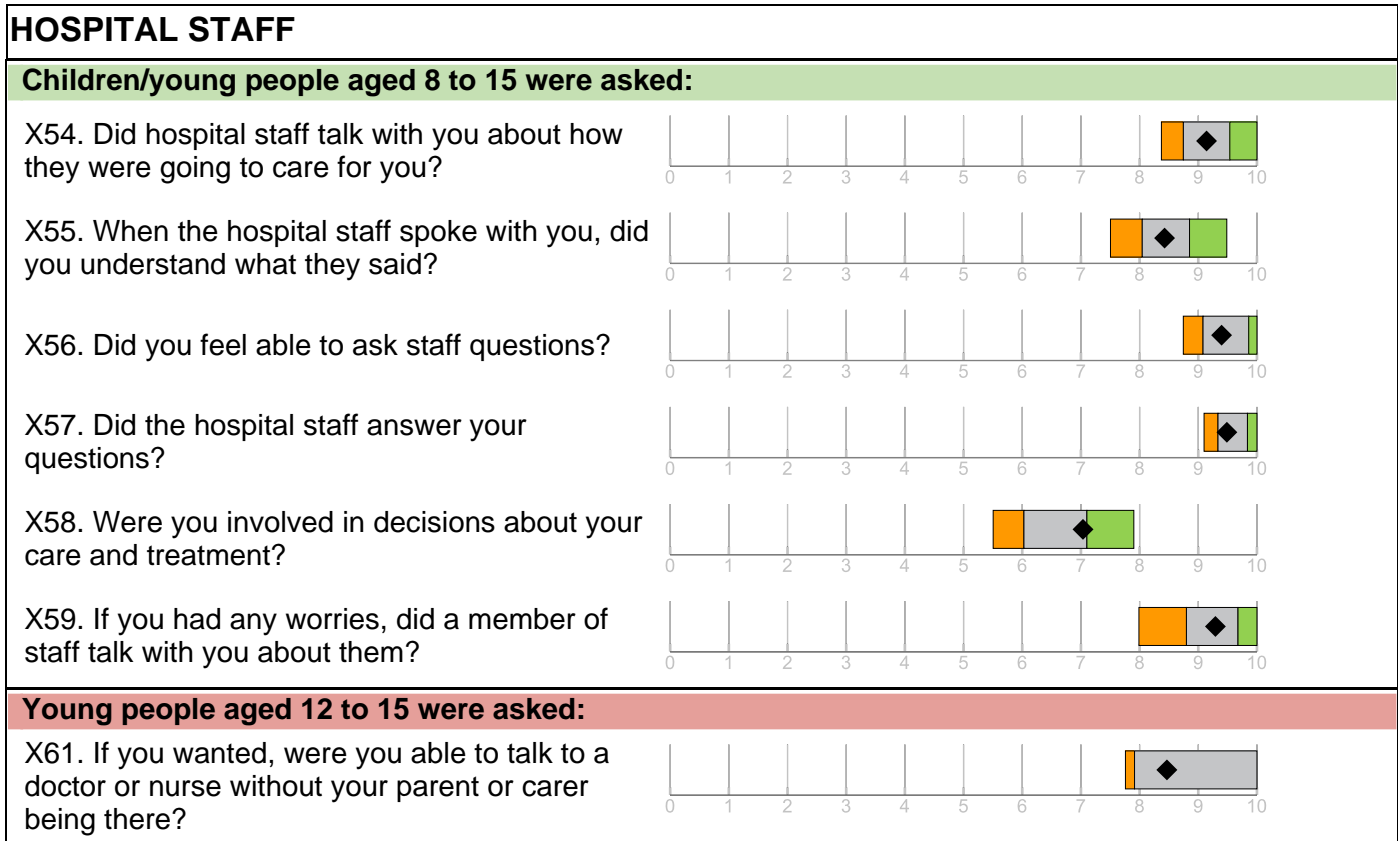 HOSPITAL STAFF
Children/young people aged 8 to 15 were asked:
X54. Did hospital staff talk with you about how
they were going to care for you?
0 1 2 3 4 5 6 7 8 9 10
X55. When the hospital staff spoke with you, did
you understand what they said?
0 1 2 3 4 5 6 7 8 9 10
X56. Did you feel able to ask staff questions?
0 1 2 3 4 5 6 7 8 9 10
X57. Did the hospital staff answer your
questions?
0 1 2 3 4 5 6 7 8 9 10
X58. Were you involved in decisions about your
care and treatment?
0 1 2 3 4 5 6 7 8 9 10
X59. If you had any worries, did a member of
staff talk with you about them?
0 1 2 3 4 5 6 7 8 9 10
Young people aged 12 to 15 were asked:
X61. If you wanted, were you able to talk to a
doctor or nurse without your parent or carer
being there?
0 1 2 3 4 5 6 7 8 9 10